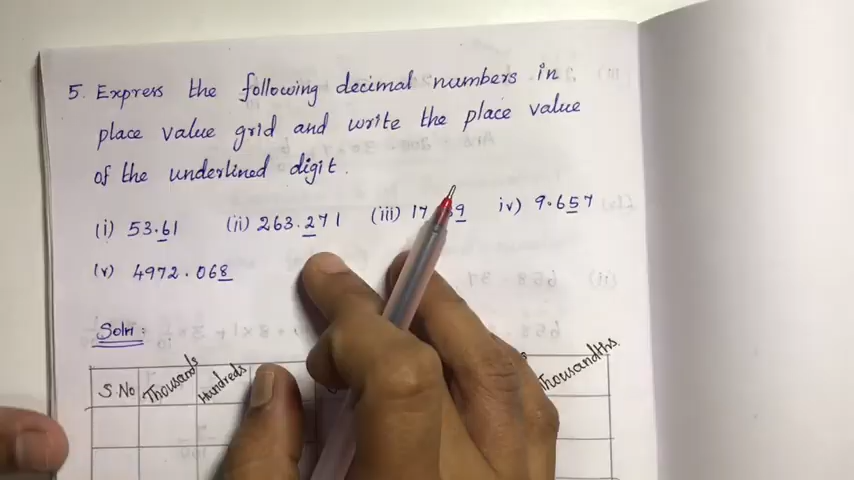 5. Express the following decimal numbers in
place value grid and write the place value
of the underlined digit.
(i) 53.61 (ii) 263.271 (iii) 17 9 iv) 9.657
(v) 4972.068
Soln:
S.No Thousands Hundreds Thousandths